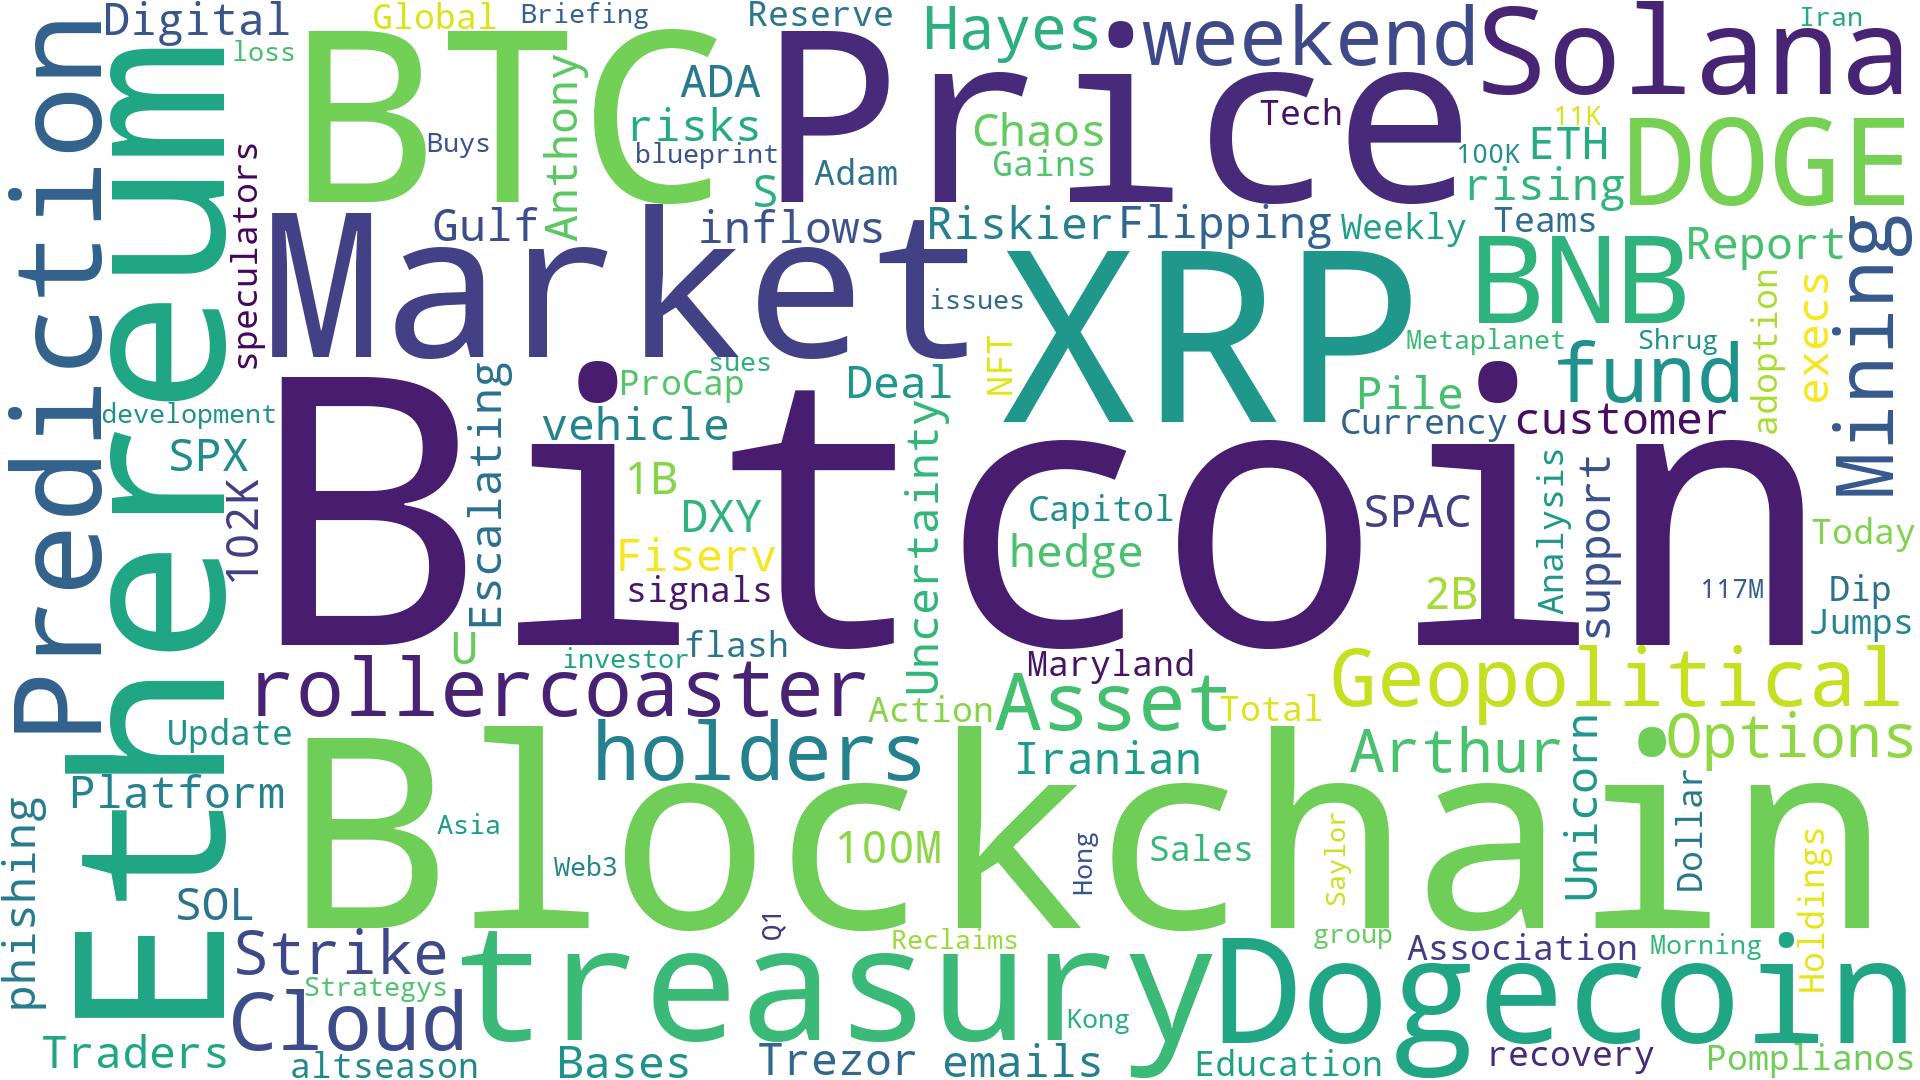 Digital
Global
Briefing
Reserve
Hayes
weekend
Solana
Iran
loss
BTC
Price
Prediction
Ethereum
ADA
Tech
11K
Anthony
risks
Chaos
Buys
blueprint
Gains
100K
ETH
DOGE
Adam
S
rising
speculators
Gulf
inflows
Riskier
Flipping
Weekly
Teams
Market
XRP
BNB
Report
Mining
issues
adoption
execs
NFT
Metaplanet
Shrug
sues
ProCap
Deal
Pile
fund
Escalating
development
vehicle
Currency
customer
Uncertainty
Bitcoin
SPX
102K
1B
DXY
Capitol
SPAC
Analysis
support
Today
Fiserv
hedge
signals
2B
117M
Dip
Jumps
U
flash
investor
Maryland
Geopolitical
rollercoaster
Action
Asset
Total
Update
holders
Iranian
Arthur
Unicorn
Options
Platform
Blockchain
Dollar
phishing
Asia
100M
Hong
Sales
Saylor
Holdings
Web3
SOL
Q1
Strike
treasury
Reclaims
group
Association
Morning
Dogecoin
Strategys
Cloud
Kong
Traders
altseason
Bases
Trezor
emails
Education
recovery
Pomplianos